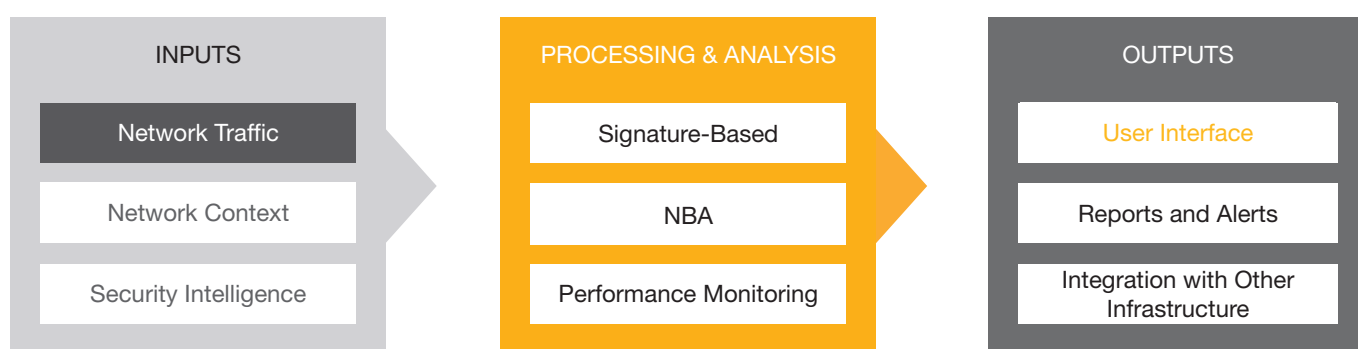 INPUTS
Network Traffic
Network Context
Security Intelligence
PROCESSING & ANALYSIS
Signature-Based
NBA
Performance Monitoring
OUTPUTS
User Interface
Reports and Alerts
Integration with Other
Infrastructure